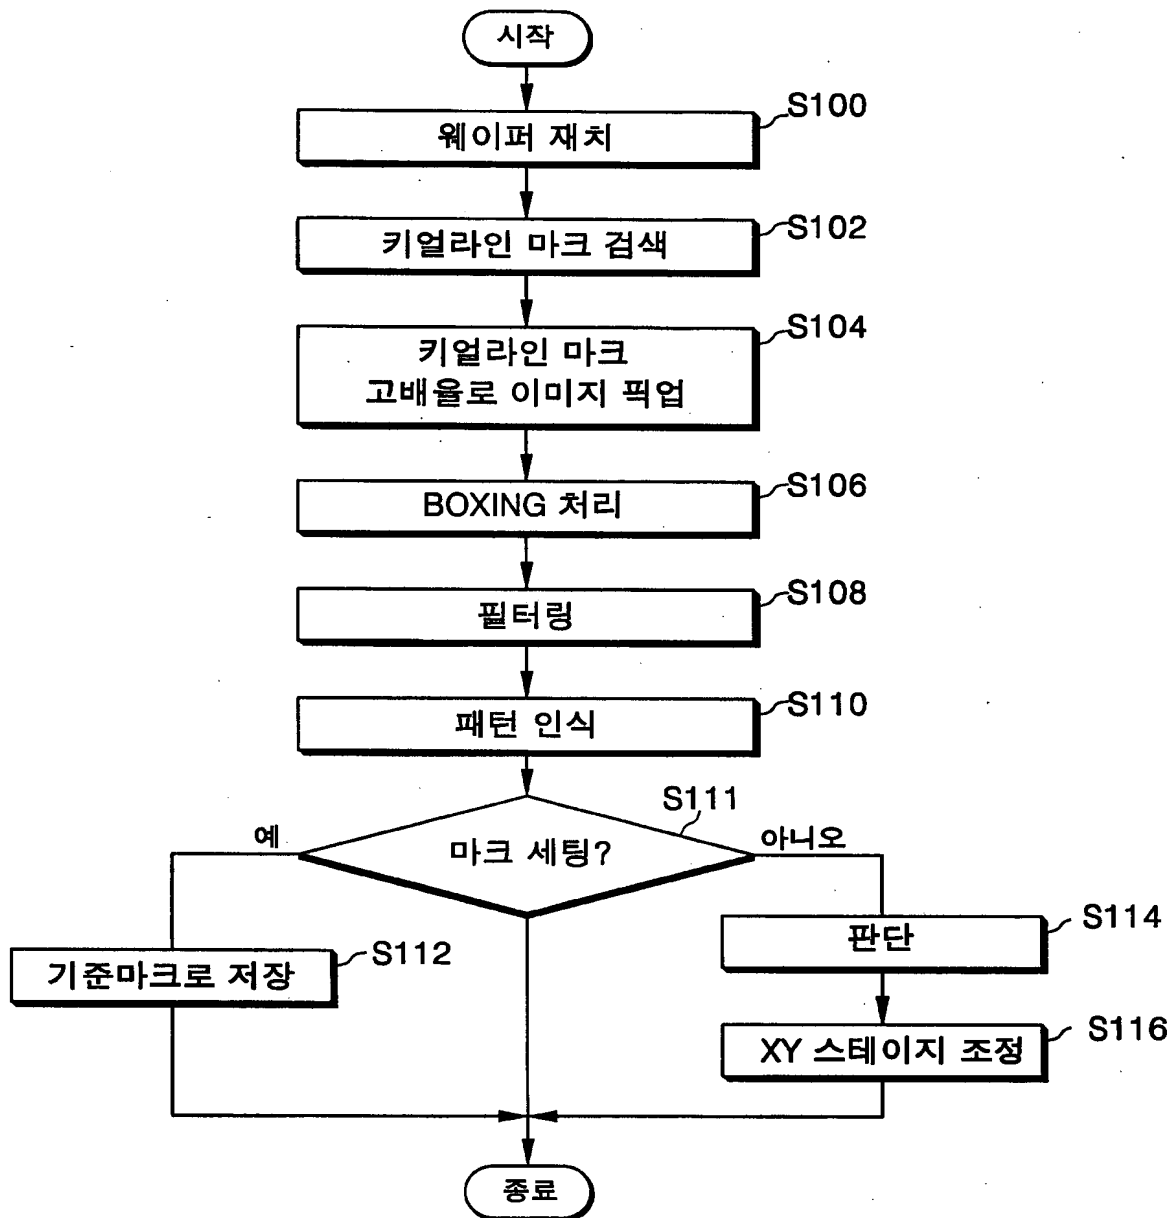 시작
S100
웨이퍼 재치
S102
키얼라인 마크 검색
S104
키얼라인 마크
고배율로 이미지 픽업
S106
BOXING 처리
S108
필터링
S110
패턴 인식
S111
예
마크 세팅?
아니오
S114
판단
S112
기준마크로 저장
S116
XY 스테이지 조정
종료